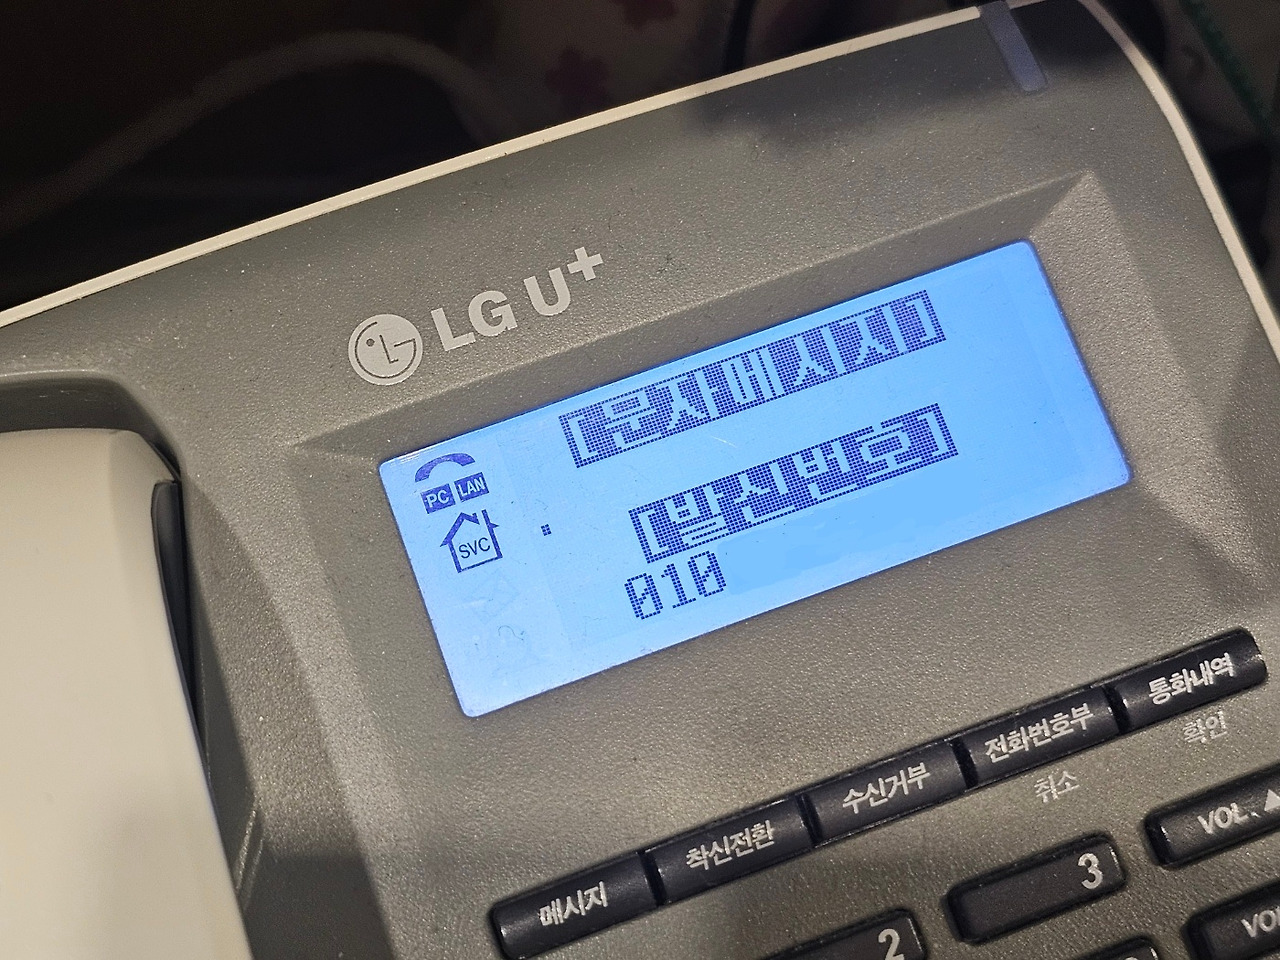 LG U+
[문자메시지]
PC LAN
[발신번호]
SVC
010
통화내역
확인
전화번호부
취소
수신거부
착신전환
메시지
VOL. ▲
3
2